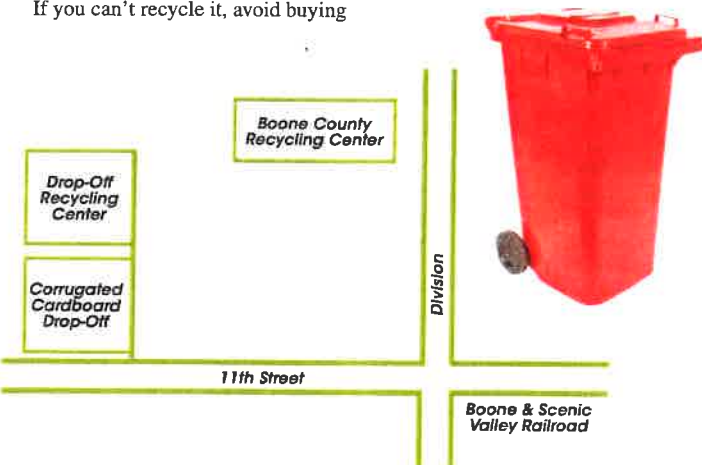 If you can't recycle it, avoid buying
Boone County
Recycling Center
Drop-Off
Recycling
Center
Corrugated
Cardboard
Drop-Off
Division
11th Street
Boone & Scenic
Valley Railroad